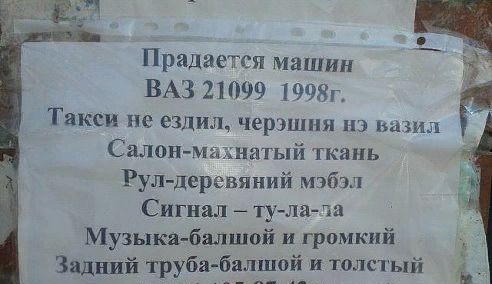 Прадается машин
ВАЗ 21099 1998г.
Такси не ездил, черэшня нэ вазил
Салон-махнатый ткань
Рул-деревяний мэбэл
Сигнал – ту-ла-ла
Музыка-балшой и громкий
Задний труба-балшой и толстый